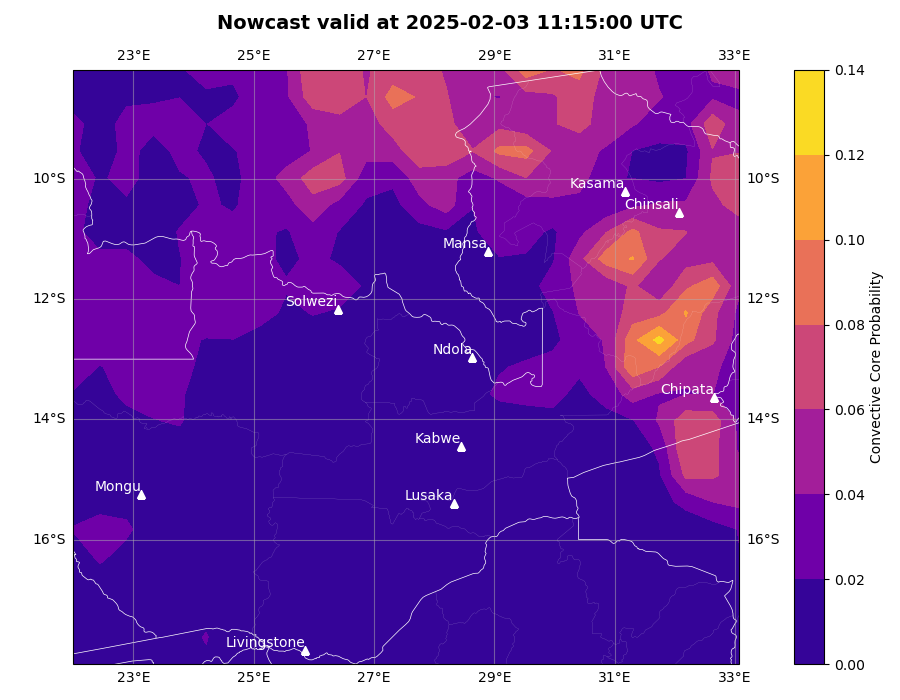 Nowcast valid at 2025-02-03 11:15:00 UTC
23°E 25°E 27°E 29°E 31°E 33°E
0.14
0.12
10°S
Kasama
Chinsali
0.10
Mansa
12°S
Solwezi
0.08
Ndola
Convective Core Probability
Chipata
0.06
14°S
Kabwe
Mongu
Lusaka
0.04
16°S
0.02
Livingstone
0.00
23°E 25°E 27°E 29°E 31°E 33°E